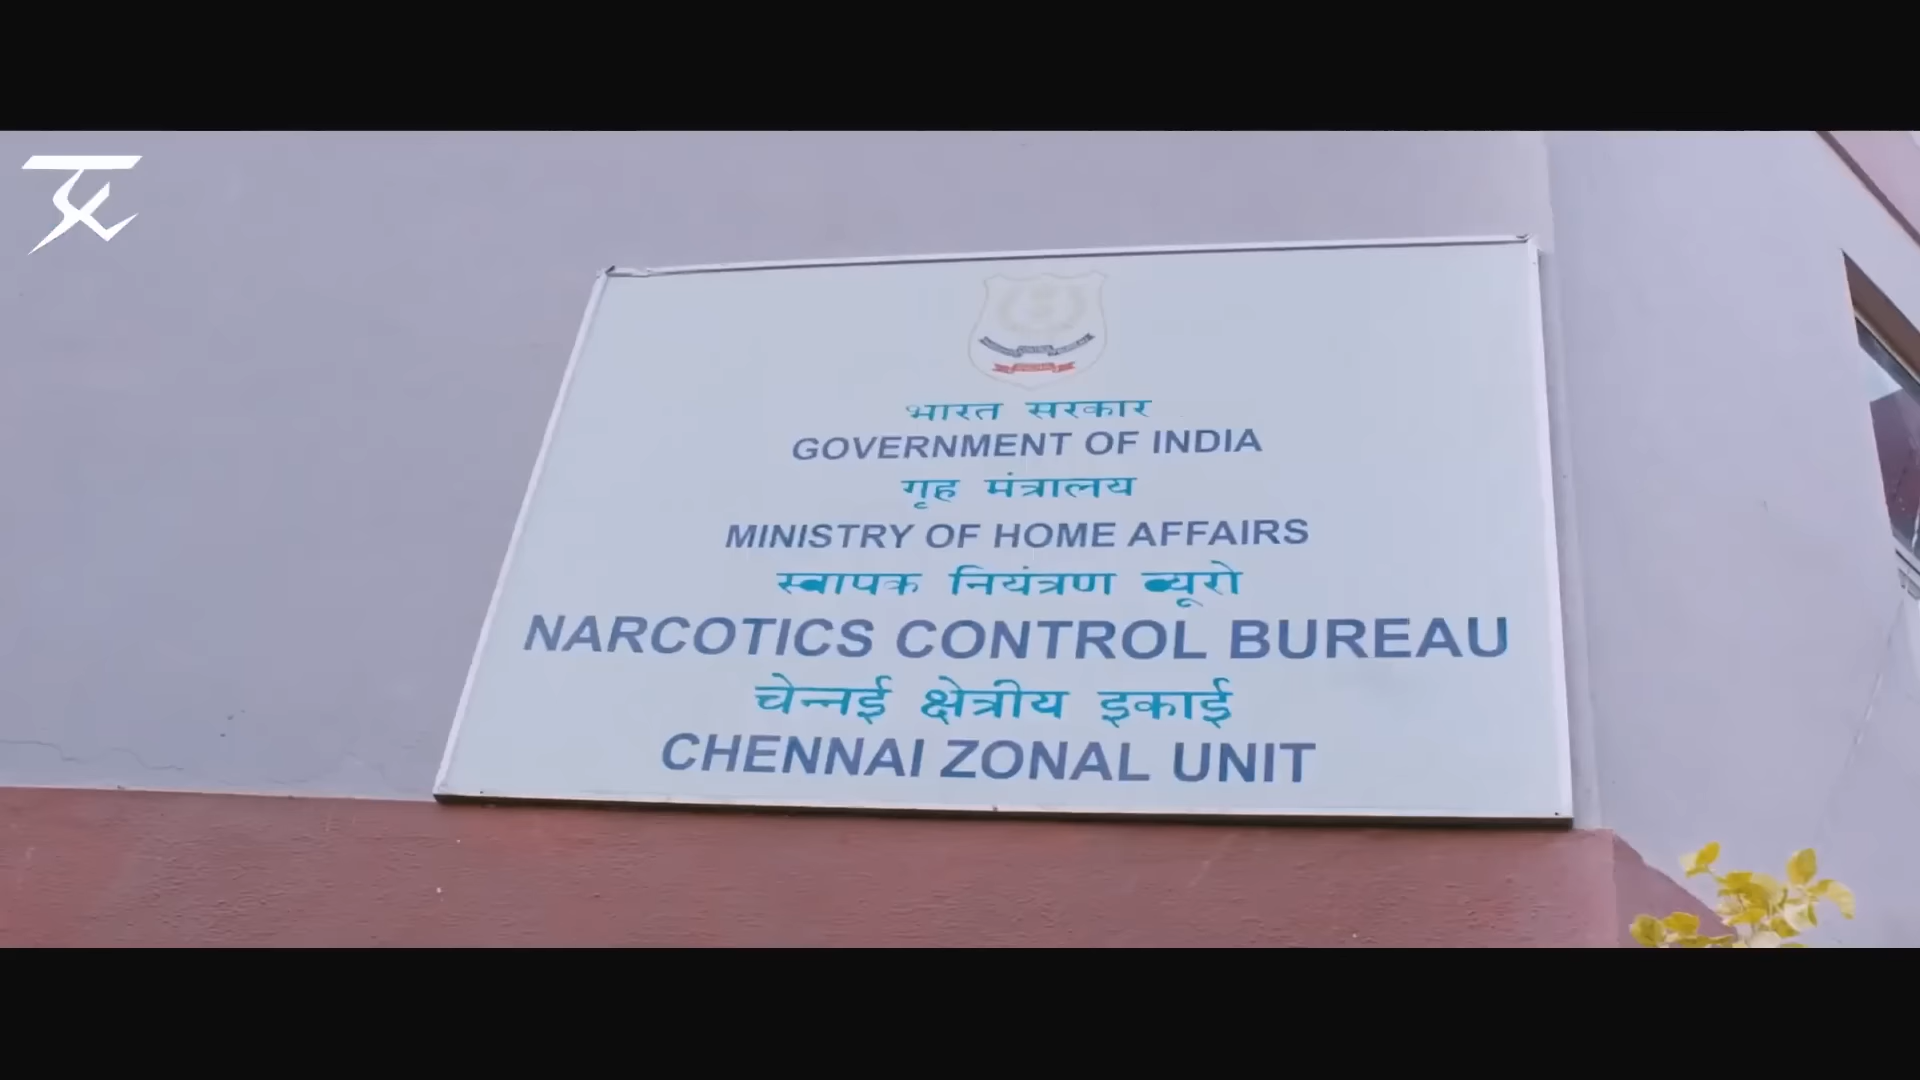 भारत सरकार
GOVERNMENT OF INDIA
गृह मंत्रालय
MINISTRY OF HOME AFFAIRS
स्वापक नियंत्रण ब्यूरो
NARCOTICS CONTROL BUREAU
चेन्नई क्षेत्रीय इकाई
CHENNAI ZONAL UNIT